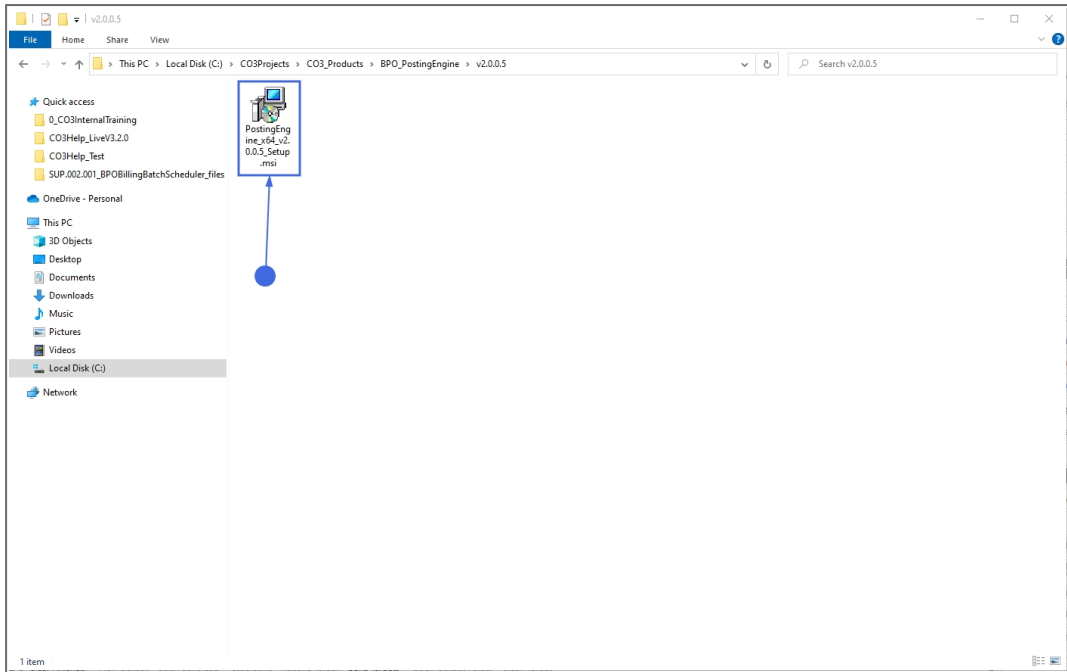 v2.0.0.5
File Home Share View
This PC > Local Disk (C:) > CO3Projects > CO3_Products > BPO_PostingEngine > v2.0.0.5
Search v2.0.0.5
Quick access
0_CO3InternalTraining
CO3Help_LiveV3.2.0
CO3Help_Test
SUP.002.001_BPOBillingBatchScheduler_files
OneDrive - Personal
This PC
3D Objects
Desktop
Documents
Downloads
Music
Pictures
Videos
Local Disk (C:)
Network
PostingEng
ine_x64_v2.
0.0.5_Setup
.msi
1 item